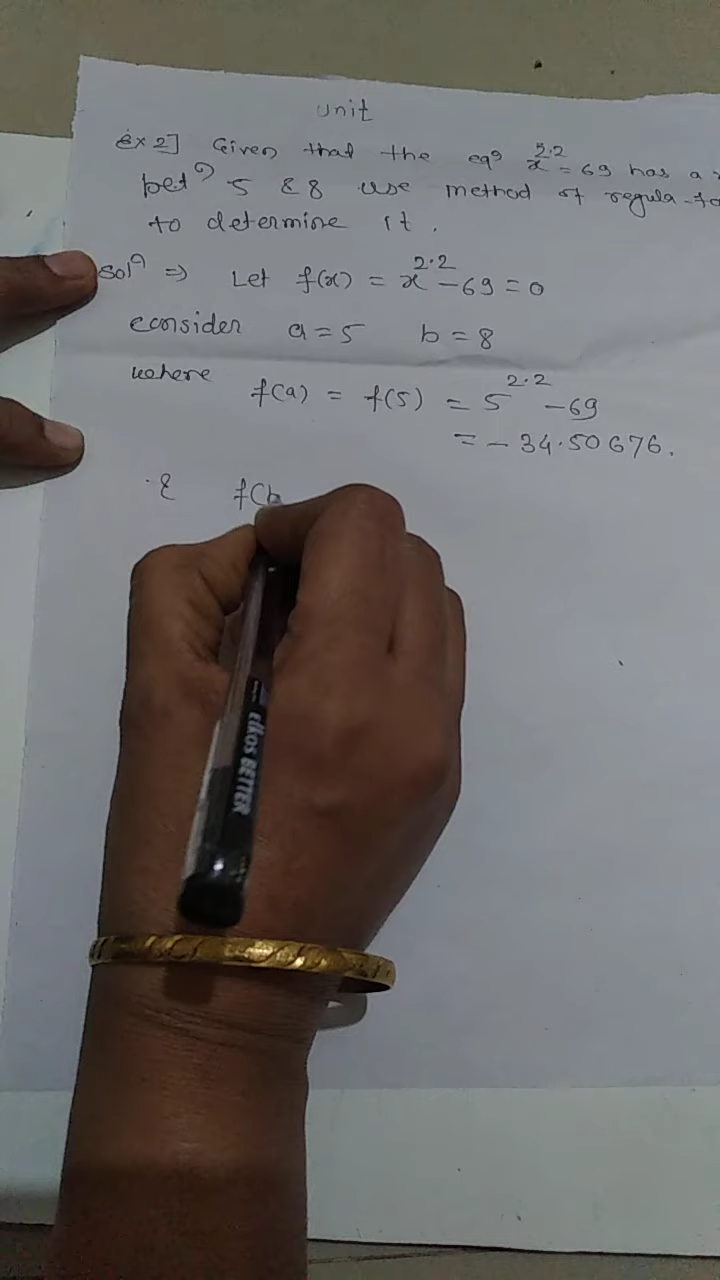 unit
Ex 2] Given that the eqn x^2.2 = 69 has a
betn 5 & 8 use method of regula-fa
to determine it.
soln ⇒ Let f(x) = x^2.2 - 69 = 0
consider a = 5 b = 8
where f(a) = f(5) = 5^2.2 - 69
= - 34.50676.
& f(b
elkos BETTER